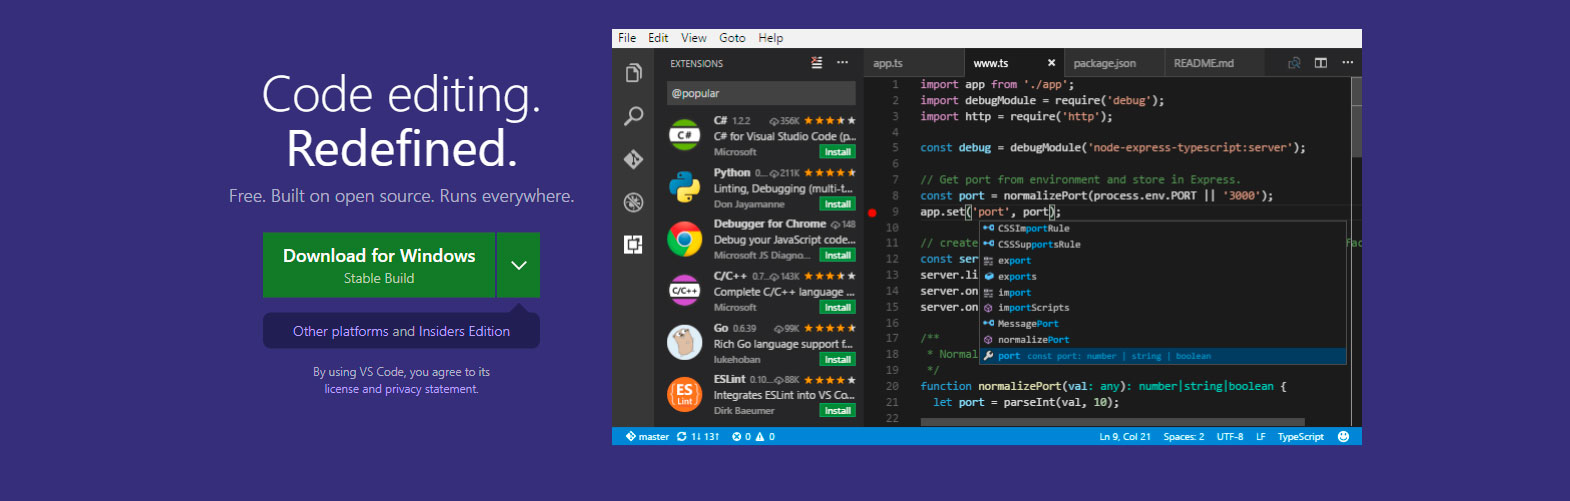 Code editing.
Redefined.
Free. Built on open source. Runs everywhere.
Download for Windows
Stable Build
Other platforms and Insiders Edition
By using VS Code, you agree to its
license and privacy statement.
File Edit View Goto Help
EXTENSIONS
@popular
C# 1.2.2 356K
C# for Visual Studio Code (p...
Microsoft Install
Python 0... 211K
Linting, Debugging (multi-t...
Don Jayamanne Install
Debugger for Chrome 148
Debug your JavaScript code...
Microsoft JS Diagno... Install
C/C++ 0.7... 143K
C/C++
Complete C/C++ language ...
Microsoft Install
Go 0.6.39 99K
Rich Go language support f...
lukehoban Install
ESLint 0.10... 88K
ES
Lint
Integrates ESLint into VS Co...
Dirk Baeumer Install
app.ts www.ts package.json README.md
1 import app from './app';
2 import debugModule = require('debug');
3 import http = require('http');
4
5 const debug = debugModule('node-express-typescript:server');
6
7 // Get port from environment and store in Express.
8 const port = normalizePort(process.env.PORT || '3000');
9 app.set('port', port);
10
11 // create
12 const ser
13 server.li
14 server.on
15 server.on
16
17 /**
18 * Normal
19 */
20 function normalizePort(val: any): number|string|boolean {
21 let port = parseInt(val, 10);
22
CSSImportRule
CSSSupportsRule
export
exports
import
importScripts
MessagePort
normalizePort
port const port: number | string | boolean
master 1↓ 13↑ 0 0
Ln 9, Col 21 Spaces: 2 UTF-8 LF TypeScript